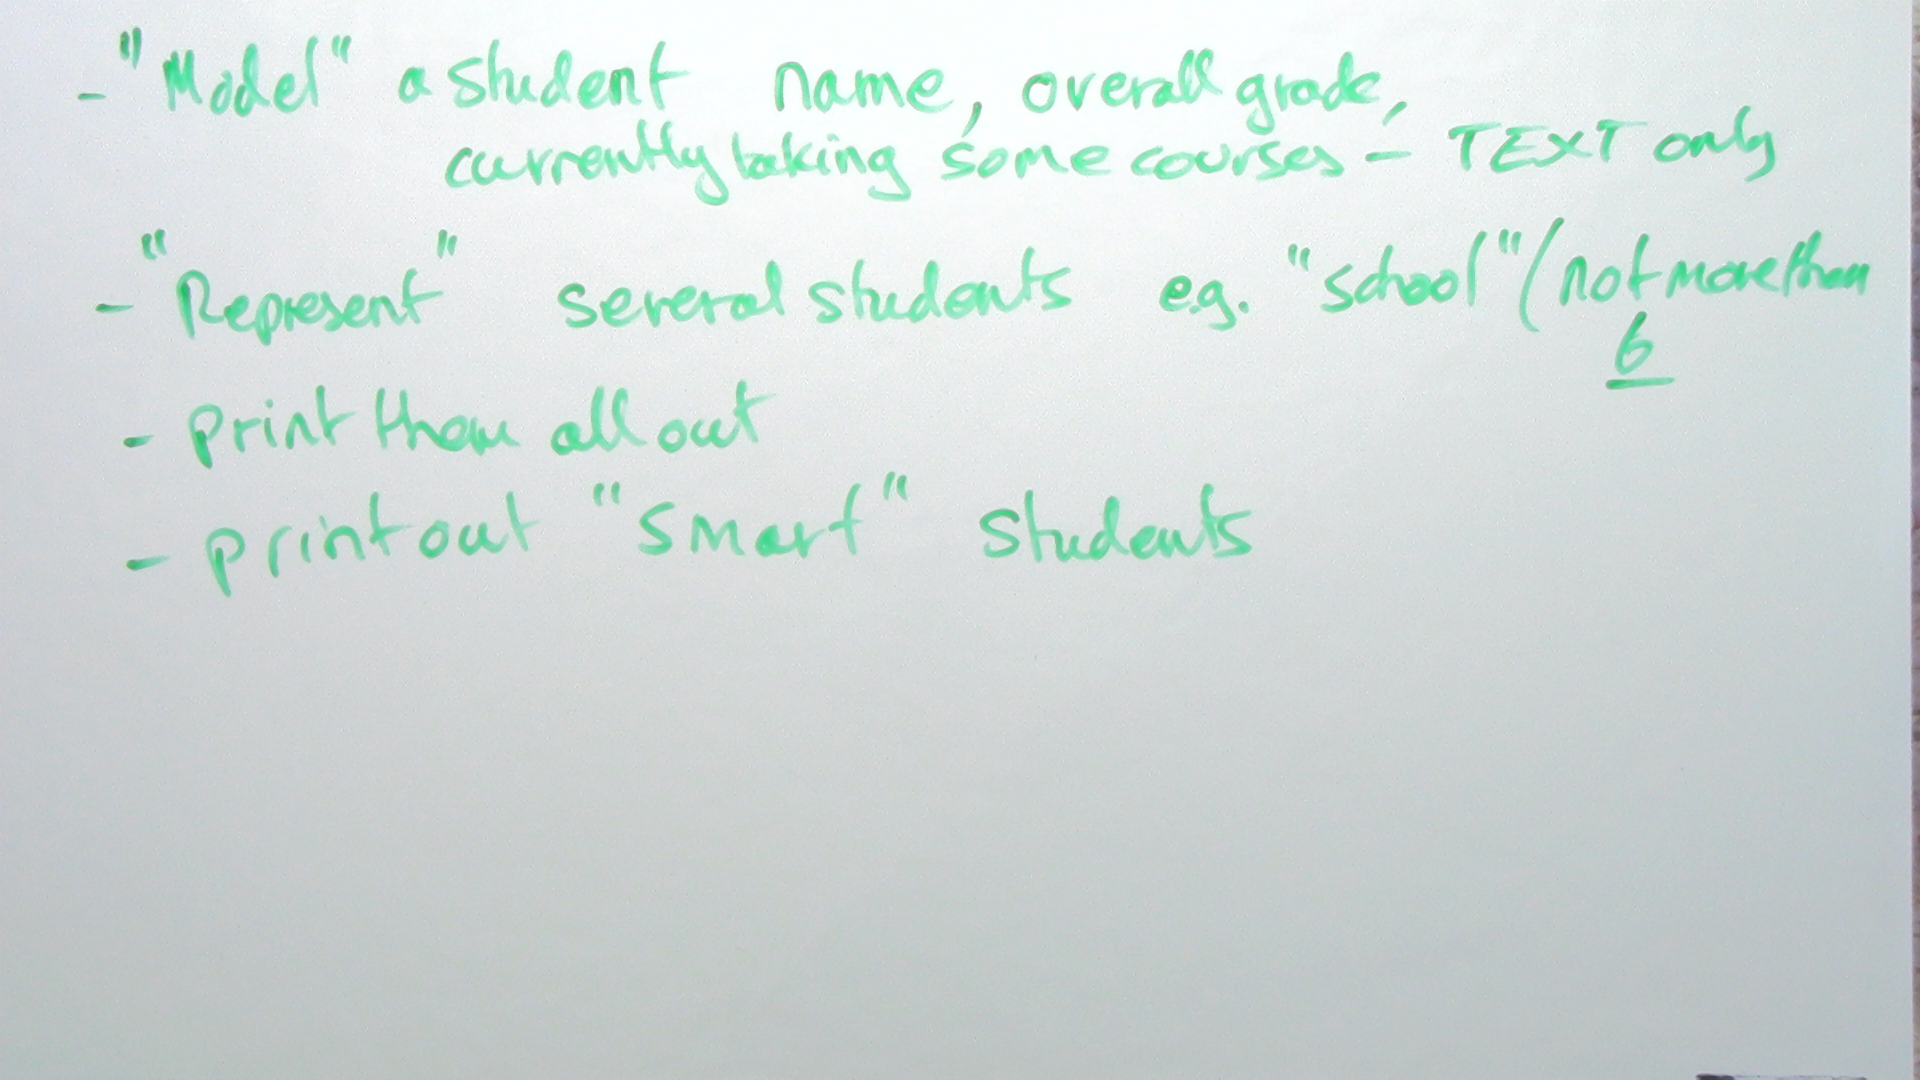 - "Model" a student name, overall grade,
currently taking some courses - TEXT only
- "Represent" several students e.g. "school" (not more than
6
- print them all out
- print out "smart" students